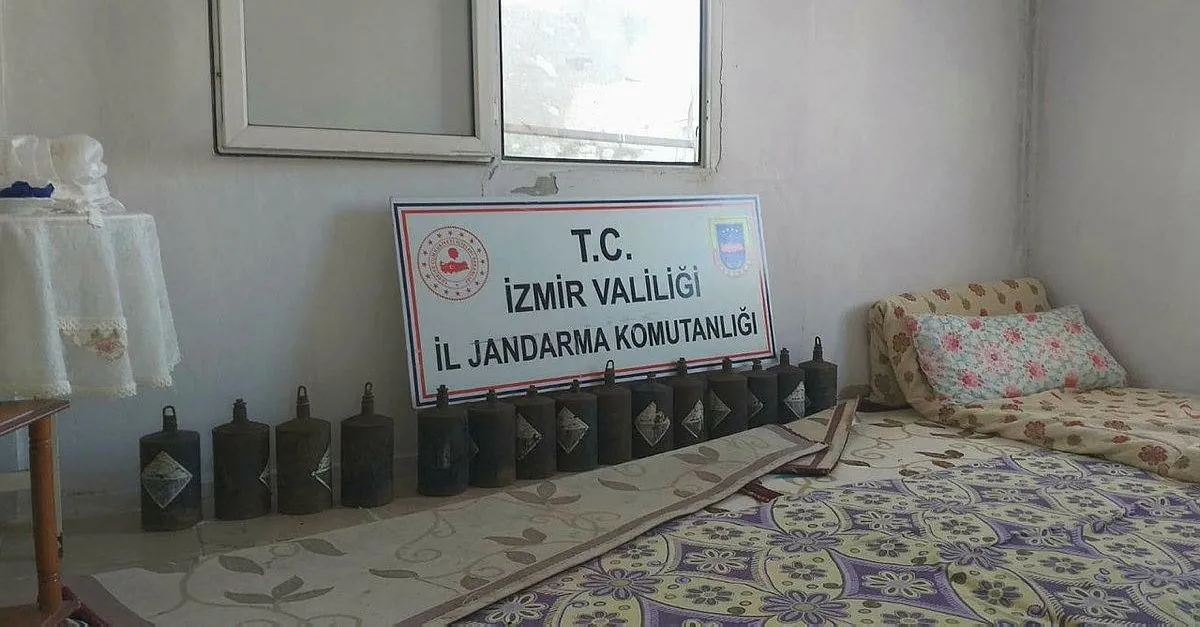 T.C.
İZMİR VALİLİĞİ
İL JANDARMA KOMUTANLIĞI